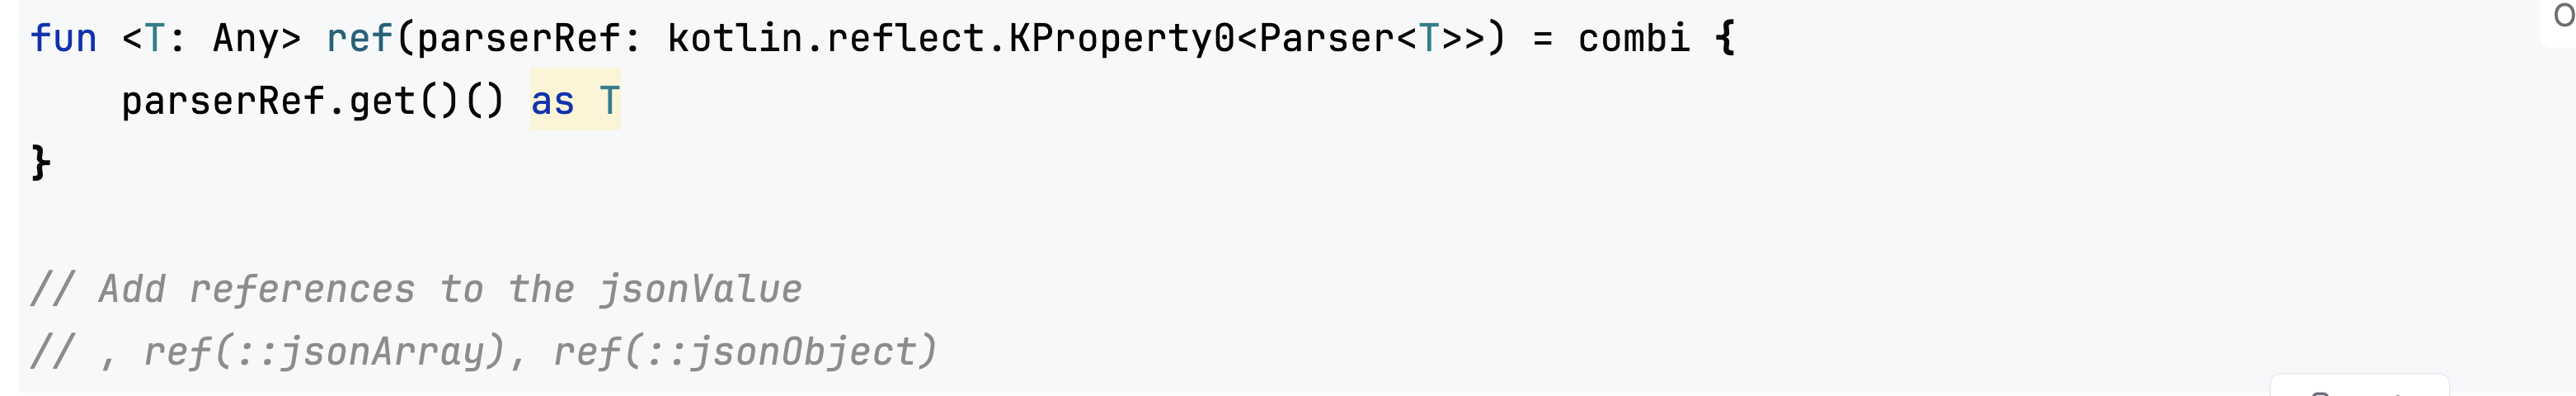 fun <T: Any> ref(parserRef: kotlin.reflect.KProperty0<Parser<T>>) = combi {
    parserRef.get()() as T
}
// Add references to the jsonValue
// , ref(::jsonArray), ref(::jsonObject)